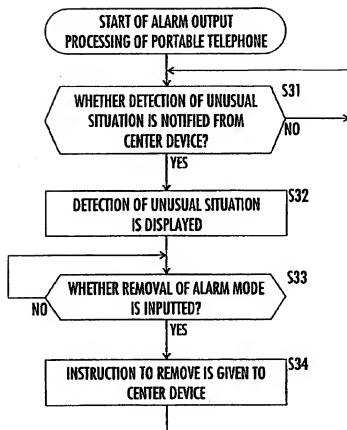 START OF ALARM OUTPUT
PROCESSING OF PORTABLE TELEPHONE
S31
WHETHER DETECTION OF UNUSUAL
SITUATION IS NOTIFIED FROM
CENTER DEVICE?
NO
YES
S32
DETECTION OF UNUSUAL SITUATION
IS DISPLAYED
S33
WHETHER REMOVAL OF ALARM MODE
IS INPUTTED?
NO
YES
S34
INSTRUCTION TO REMOVE IS GIVEN TO
CENTER DEVICE